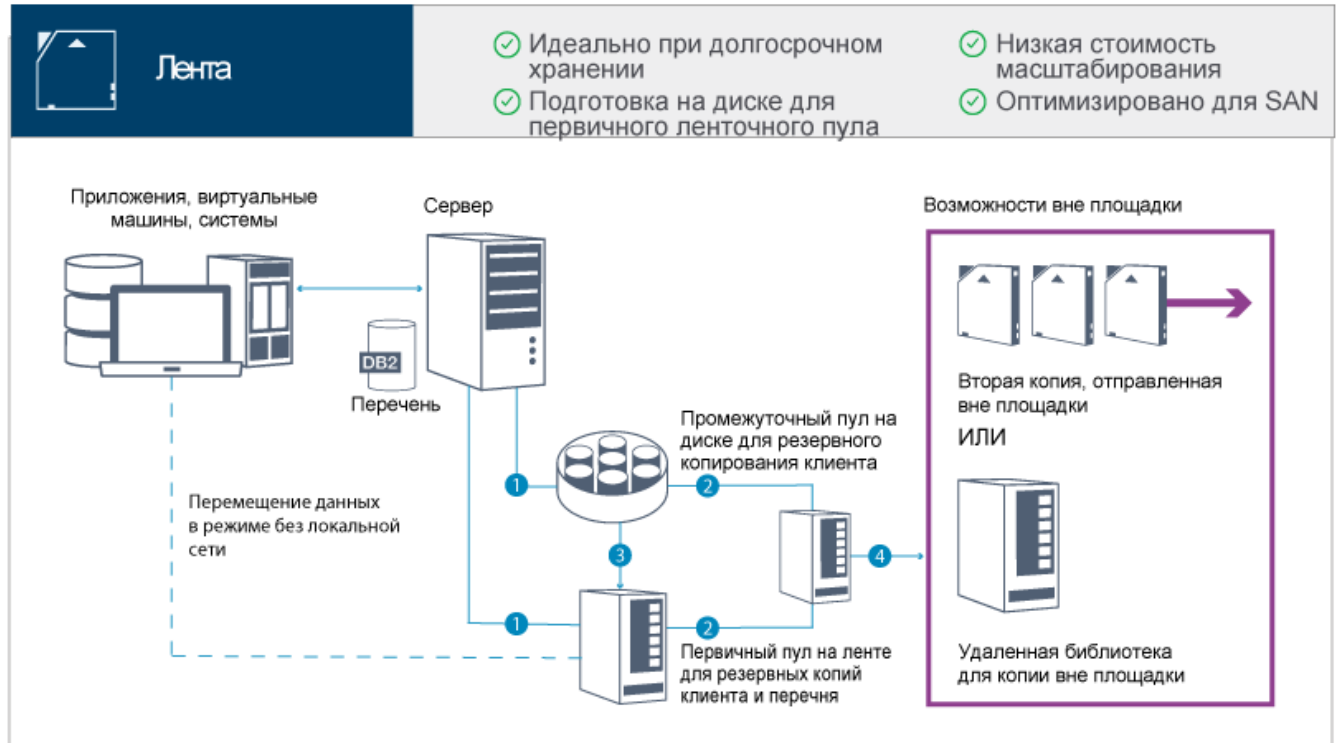 Лента
Идеально при долгосрочном
хранении
Подготовка на диске для
первичного ленточного пула
Низкая стоимость
масштабирования
Оптимизировано для SAN
Приложения, виртуальные
машины, системы
Сервер
DB2
Перечень
Возможности вне площадки
Вторая копия, отправленная
вне площадки
ИЛИ
Промежуточный пул на
диске для резервного
копирования клиента
1
2
Перемещение данных
в режиме без локальной
сети
3
4
1
2
Первичный пул на ленте
для резервных копий
клиента и перечня
Удаленная библиотека
для копии вне площадки